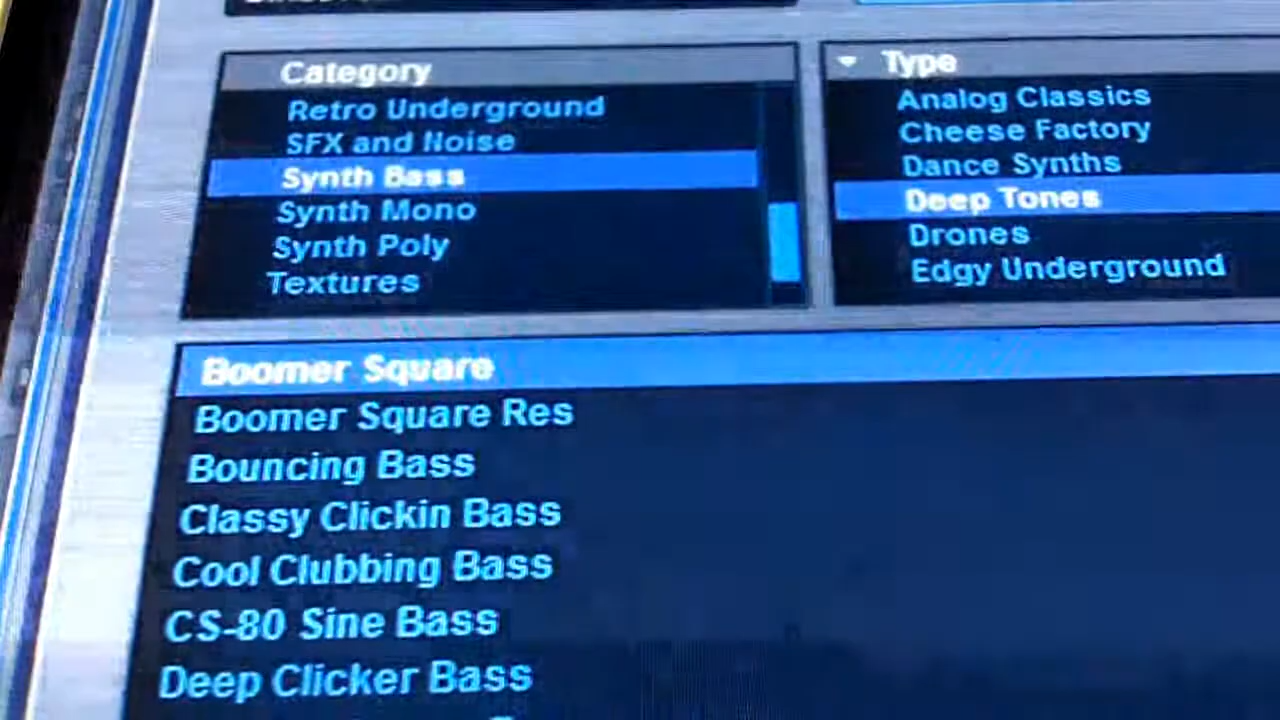 Category
Retro Underground
SFX and Noise
Synth Bass
Synth Mono
Synth Poly
Textures
Type
Analog Classics
Cheese Factory
Dance Synths
Deep Tones
Drones
Edgy Underground
Boomer Square
Boomer Square Res
Bouncing Bass
Classy Clickin Bass
Cool Clubbing Bass
CS-80 Sine Bass
Deep Clicker Bass